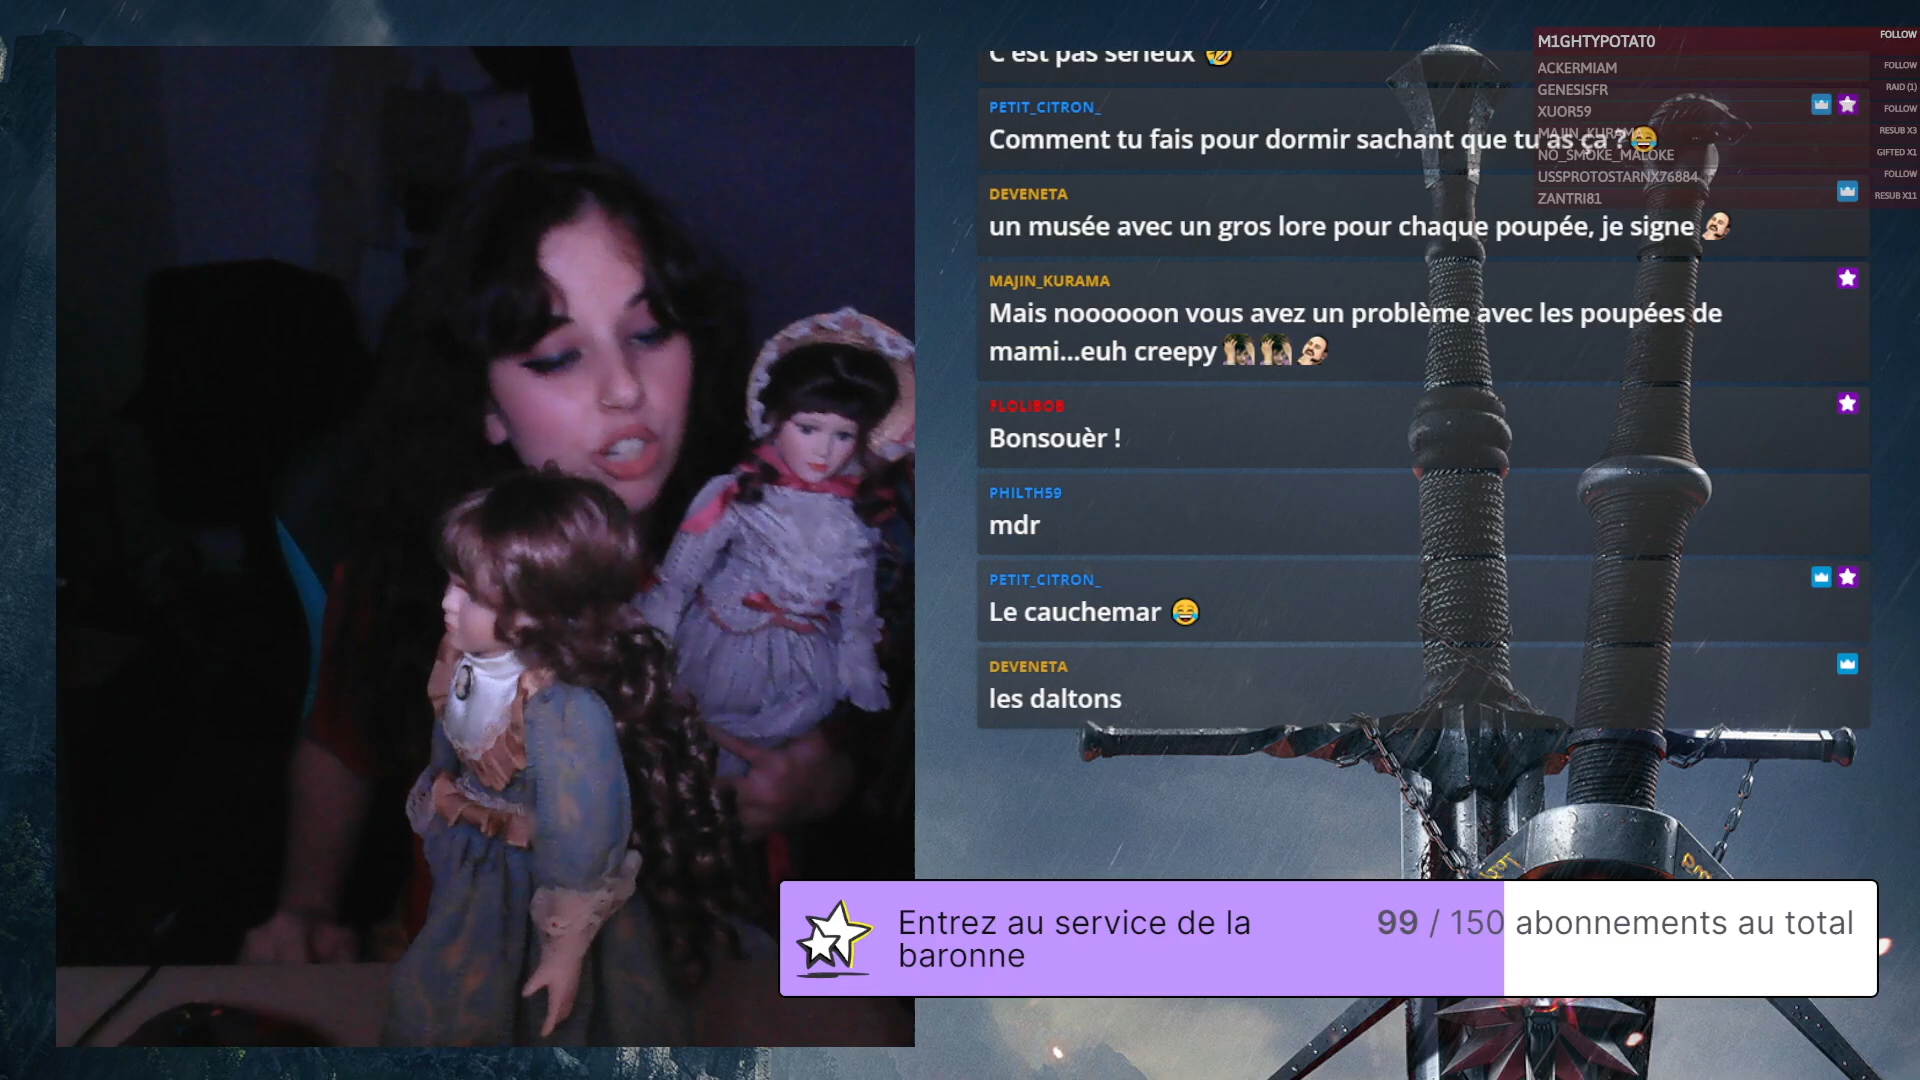 C'est pas sérieux
PETIT_CITRON_
Comment tu fais pour dormir sachant que tu as ça ?
DEVENETA
un musée avec un gros lore pour chaque poupée, je signe
MAJIN_KURAMA
Mais nooooooon vous avez un problème avec les poupées de
mami...euh creepy
FLOLIBOB
Bonsouèr !
PHILTH59
mdr
PETIT_CITRON_
Le cauchemar
DEVENETA
les daltons
M1GHTYPOTAT0 FOLLOW
ACKERMIAM FOLLOW
GENESISFR RAID (1)
XUOR59 FOLLOW
MAJIN_KURAMA RESUB X3
NO_SMOKE_MALOKE GIFTED X1
USSPROTOSTARNX76884 FOLLOW
ZANTRI81 RESUB X11
Entrez au service de la
baronne
99 / 150 abonnements au total